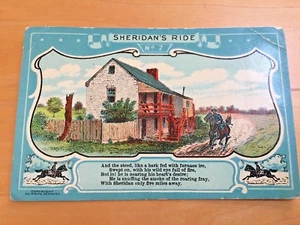 SHERIDAN'S RIDE
No 7
And the steed, like a bark fed with furnace ire,
Swept on, with his wild eye full of fire,
But lo! he is nearing his heart's desire;
He is snuffing the smoke of the roaring fray,
With Sheridan only five miles away.
COPYRIGHT